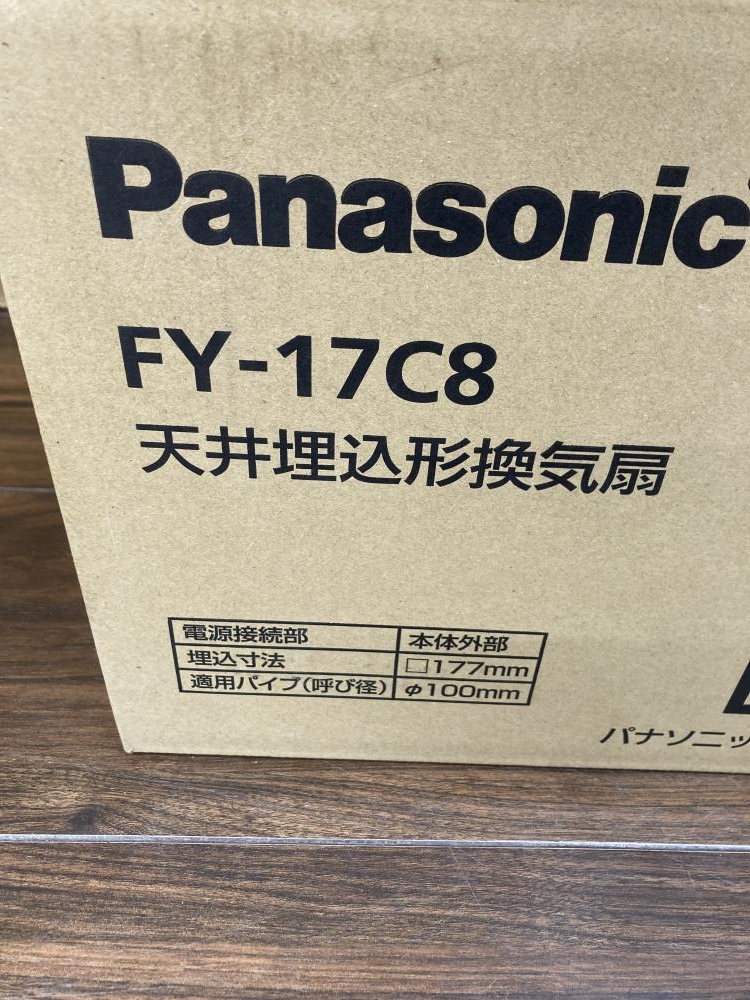 Panasonic
FY-17C8
天井埋込形換気扇
電源接続部 本体外部
埋込寸法 □177mm
適用パイプ(呼び径) φ100mm
パナソニッ